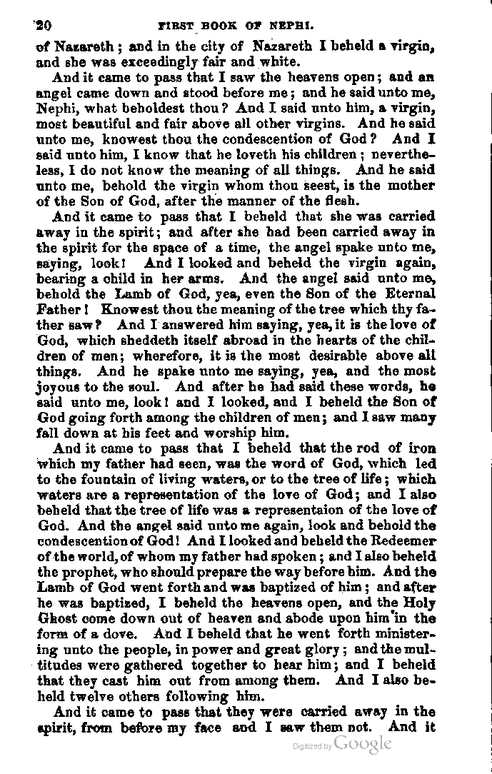 20 FIRST BOOK OF NEPHI.
of Nazareth; and in the city of Nazareth I beheld a virgin,
and she was exceedingly fair and white.
And it came to pass that I saw the heavens open; and an
angel came down and stood before me; and he said unto me,
Nephi, what beholdest thou? And I said unto him, a virgin,
most beautiful and fair above all other virgins. And he said
unto me, knowest thou the condescention of God? And I
said unto him, I know that he loveth his children; neverthe-
less, I do not know the meaning of all things. And he said
unto me, behold the virgin whom thou seest, is the mother
of the Son of God, after the manner of the flesh.
And it came to pass that I beheld that she was carried
away in the spirit; and after she had been carried away in
the spirit for the space of a time, the angel spake unto me,
saying, look! And I looked and beheld the virgin again,
bearing a child in her arms. And the angel said unto me,
behold the Lamb of God, yea, even the Son of the Eternal
Father! Knowest thou the meaning of the tree which thy fa-
ther saw? And I answered him saying, yea, it is the love of
God, which sheddeth itself abroad in the hearts of the chil-
dren of men; wherefore, it is the most desirable above all
things. And he spake unto me saying, yea, and the most
joyous to the soul. And after he had said these words, he
said unto me, look! and I looked, and I beheld the Son of
God going forth among the children of men; and I saw many
fall down at his feet and worship him.
And it came to pass that I beheld that the rod of iron
which my father had seen, was the word of God, which led
to the fountain of living waters, or to the tree of life; which
waters are a representation of the love of God; and I also
beheld that the tree of life was a representaion of the love of
God. And the angel said unto me again, look and behold the
condescention of God! And I looked and beheld the Redeemer
of the world, of whom my father had spoken; and I also beheld
the prophet, who should prepare the way before him. And the
Lamb of God went forth and was baptized of him; and after
he was baptized, I beheld the heavens open, and the Holy
Ghost come down out of heaven and abode upon him in the
form of a dove. And I beheld that he went forth minister-
ing unto the people, in power and great glory; and the mul-
titudes were gathered together to hear him; and I beheld
that they cast him out from among them. And I also be-
held twelve others following him.
And it came to pass that they were carried away in the
spirit, from before my face and I saw them not. And it
Digitized by Google